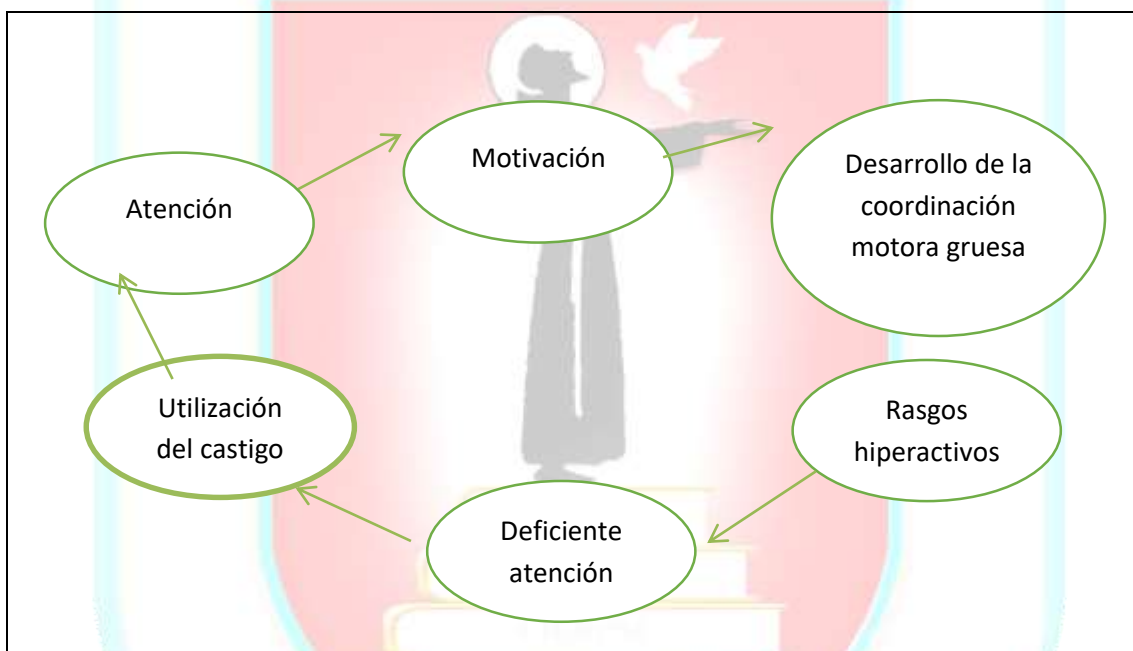 Motivación
Atención
Desarrollo de la
coordinación
motora gruesa
Utilización
del castigo
Rasgos
hiperactivos
Deficiente
atención